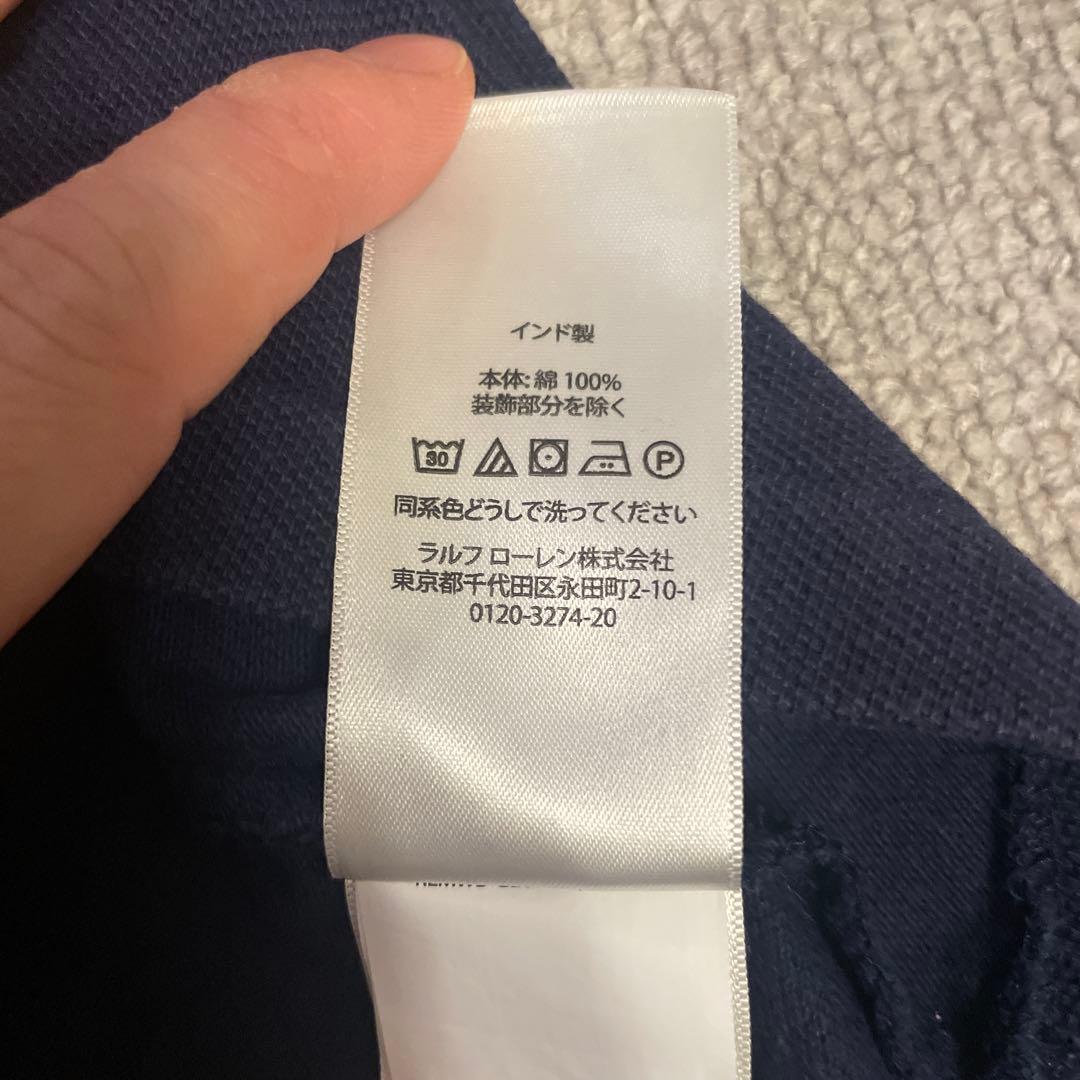 インド製
本体: 綿 100%
装飾部分を除く
30
P
同系色どうしで洗ってください
ラルフ ローレン株式会社
東京都千代田区永田町2-10-1
0120-3274-20